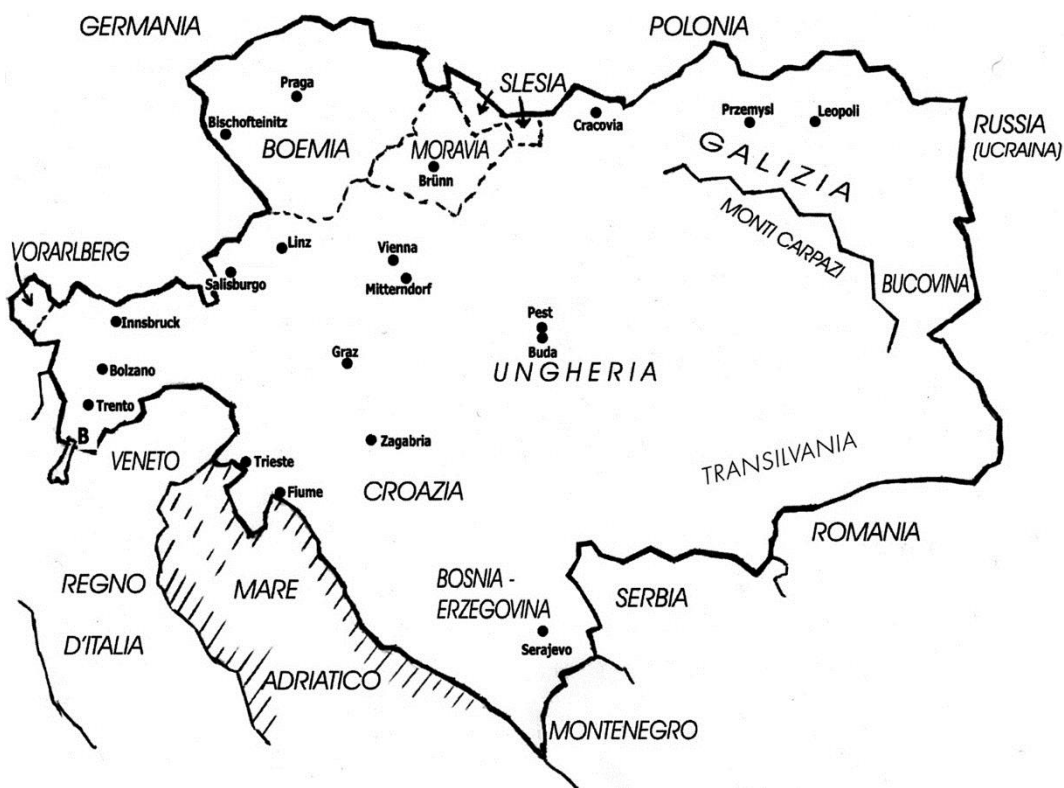 GERMANIA
POLONIA
SLESIA
Praga
Bischofteinitz
BOEMIA
MORAVIA
Brünn
Cracovia
Przemysl
Leopoli
RUSSIA
(UCRAINA)
GALIZIA
MONTI CARPAZI
BUCOVINA
VORARLBERG
Linz
Vienna
Salisburgo
Mitterndorf
Innsbruck
Pest
Buda
UNGHERIA
Graz
Bolzano
Trento
B
VENETO
Zagabria
TRANSILVANIA
Trieste
Fiume
CROAZIA
ROMANIA
REGNO
D'ITALIA
MARE
ADRIATICO
BOSNIA -
ERZEGOVINA
SERBIA
Serajevo
MONTENEGRO